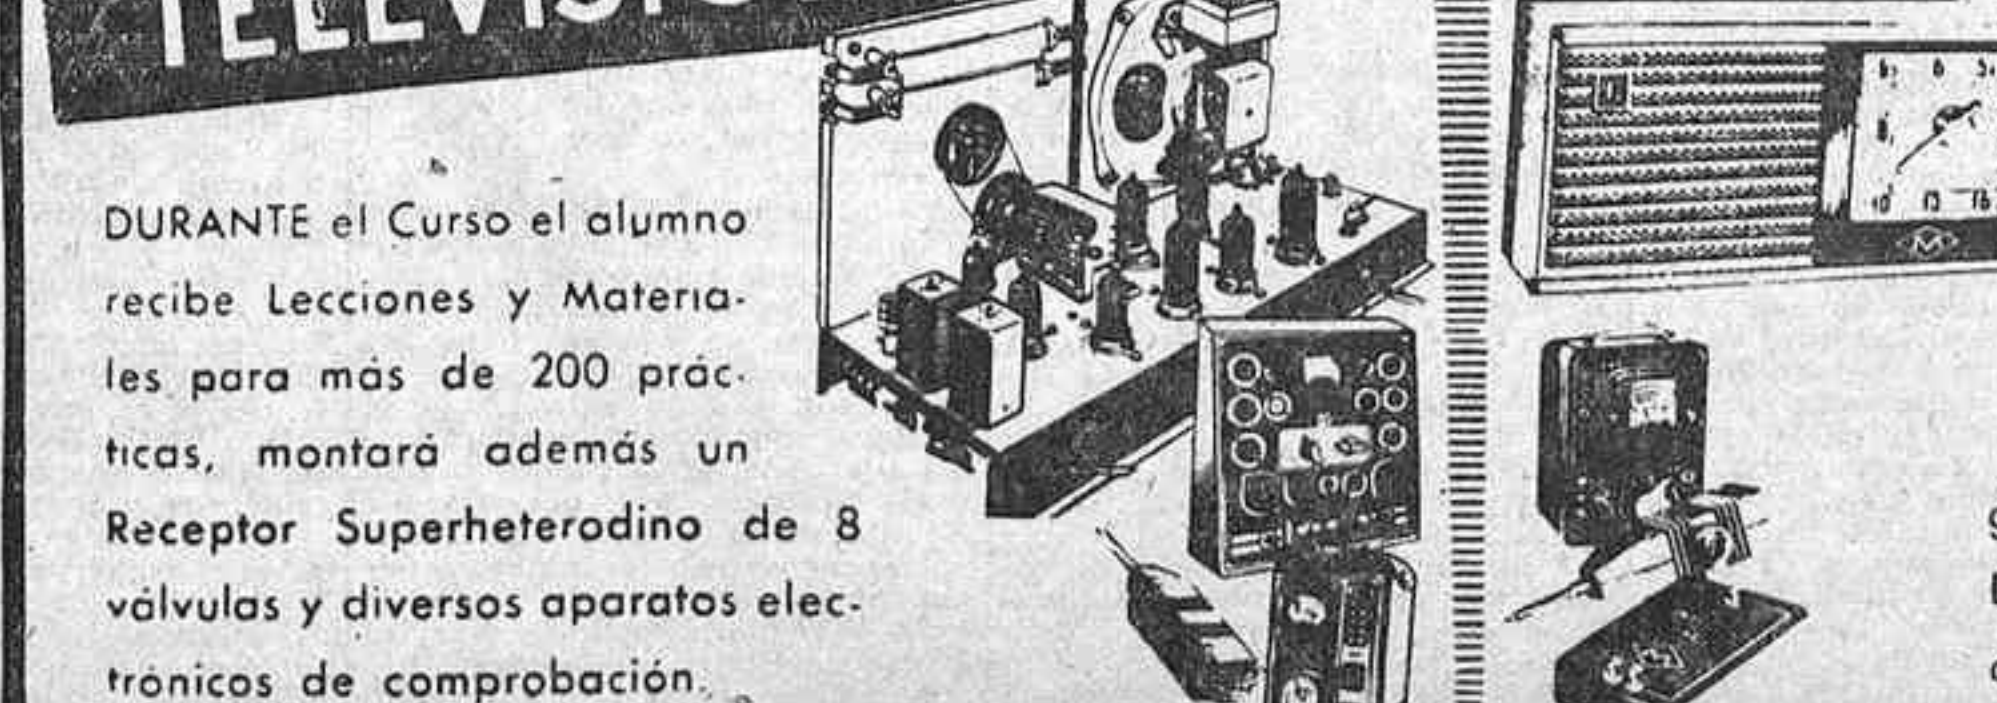 DURANTE el Curso el alumno
recibe Lecciones y Materia-
les para más de 200 prác-
ticas, montará además un
Receptor Superheterodino de 8
válvulas y diversos aparatos elec-
trónicos de comprobación.
M